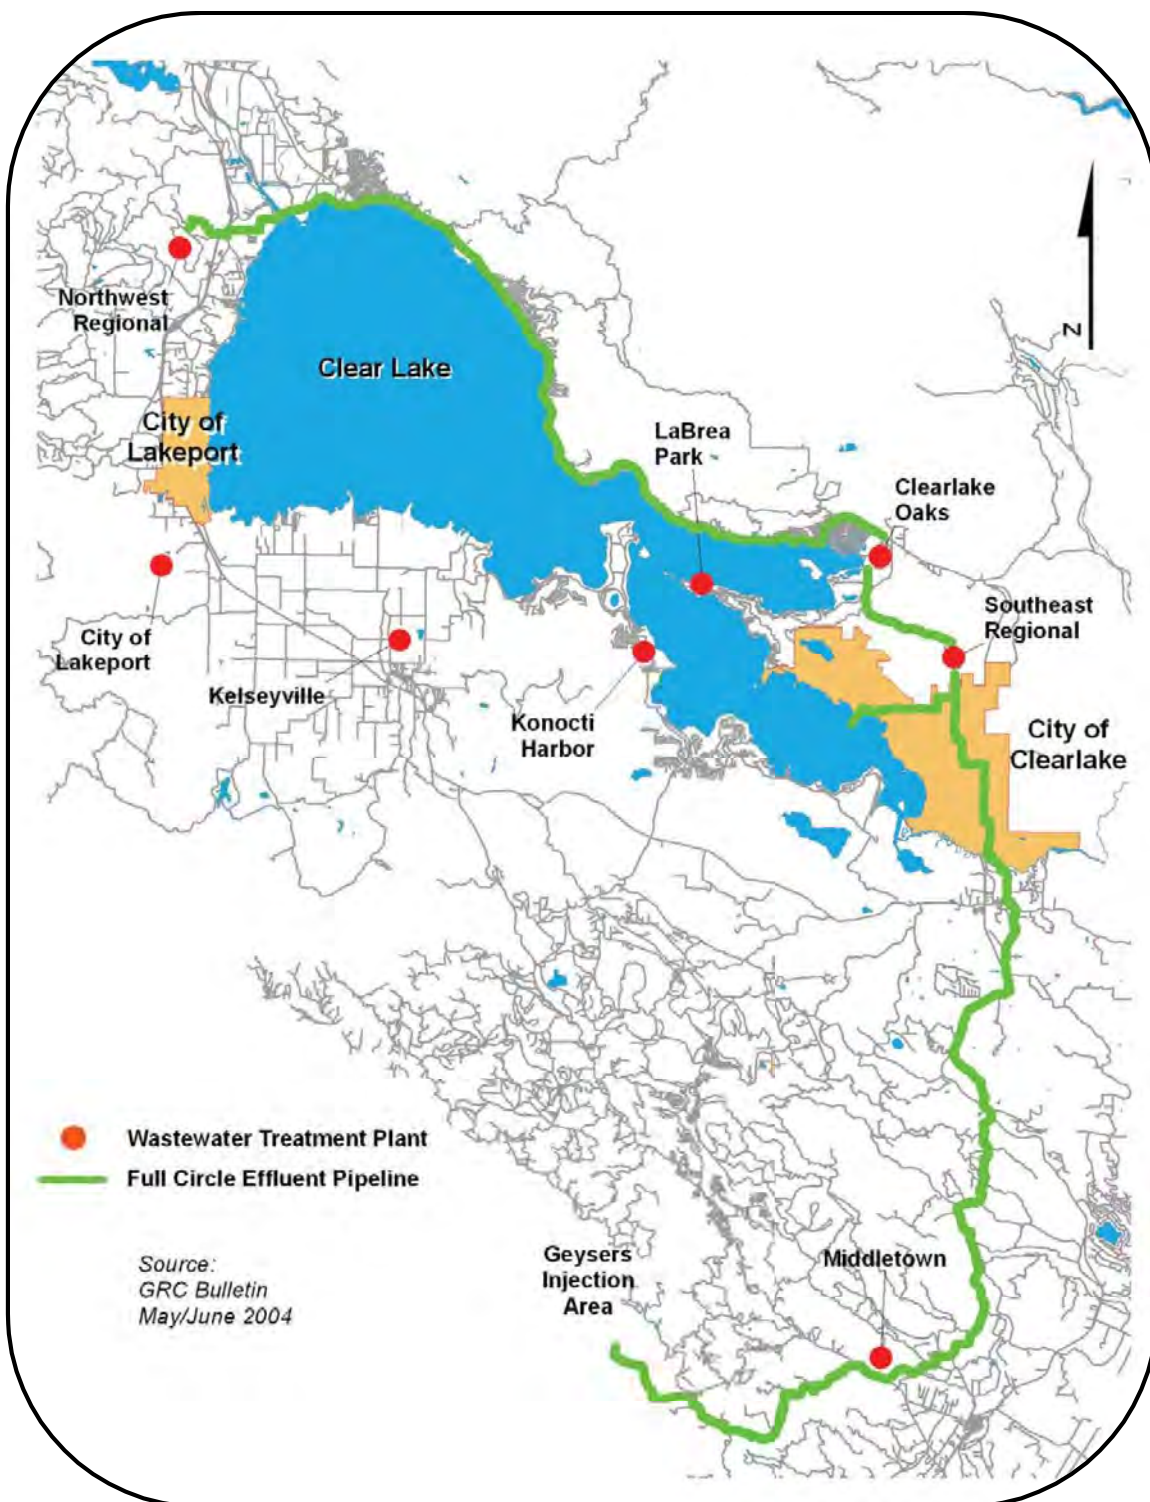 Northwest
Regional
Clear Lake
City of
Lakeport
LaBrea
Park
Clearlake
Oaks
Southeast
Regional
City of
Lakeport
Kelseyville
Konocti
Harbor
City of
Clearlake
N
Wastewater Treatment Plant
Full Circle Effluent Pipeline
Source:
GRC Bulletin
May/June 2004
Geysers
Injection
Area
Middletown